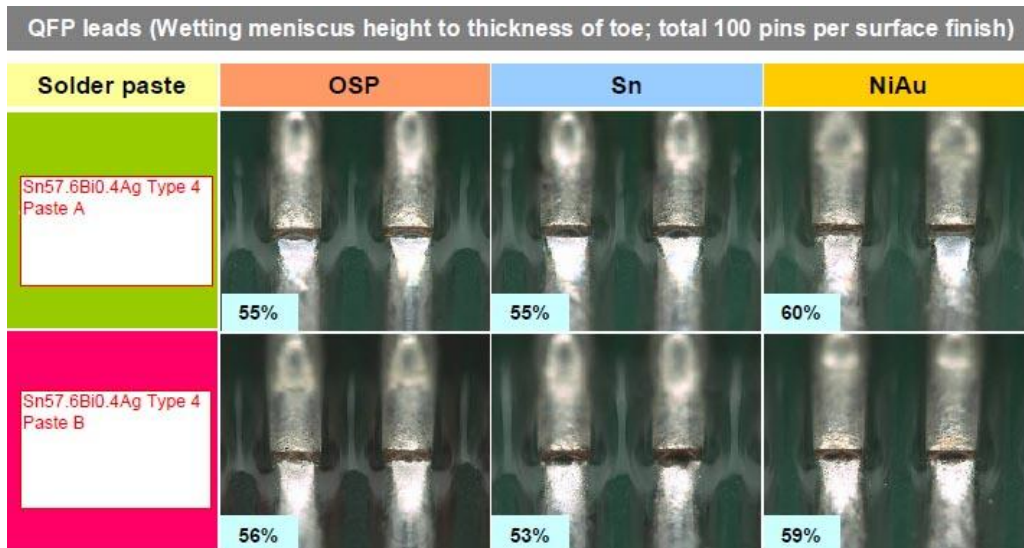 QFP leads (Wetting meniscus height to thickness of toe; total 100 pins per surface finish)
Solder paste
OSP
Sn
NiAu
Sn57.6Bi0.4Ag Type 4
Paste A
55%
55%
60%
Sn57.6Bi0.4Ag Type 4
Paste B
56%
53%
59%